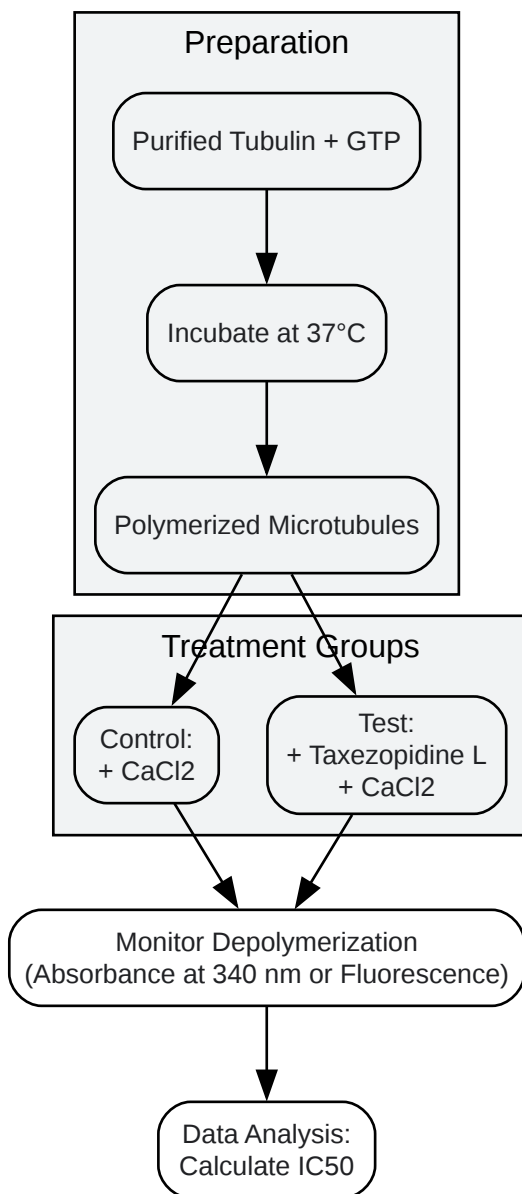 Preparation
Purified Tubulin + GTP
Incubate at 37°C
Polymerized Microtubules
Treatment Groups
Control:
+ CaCl2
Test:
+ Taxezopidine L
+ CaCl2
Monitor Depolymerization
(Absorbance at 340 nm or Fluorescence)
Data Analysis:
Calculate IC50